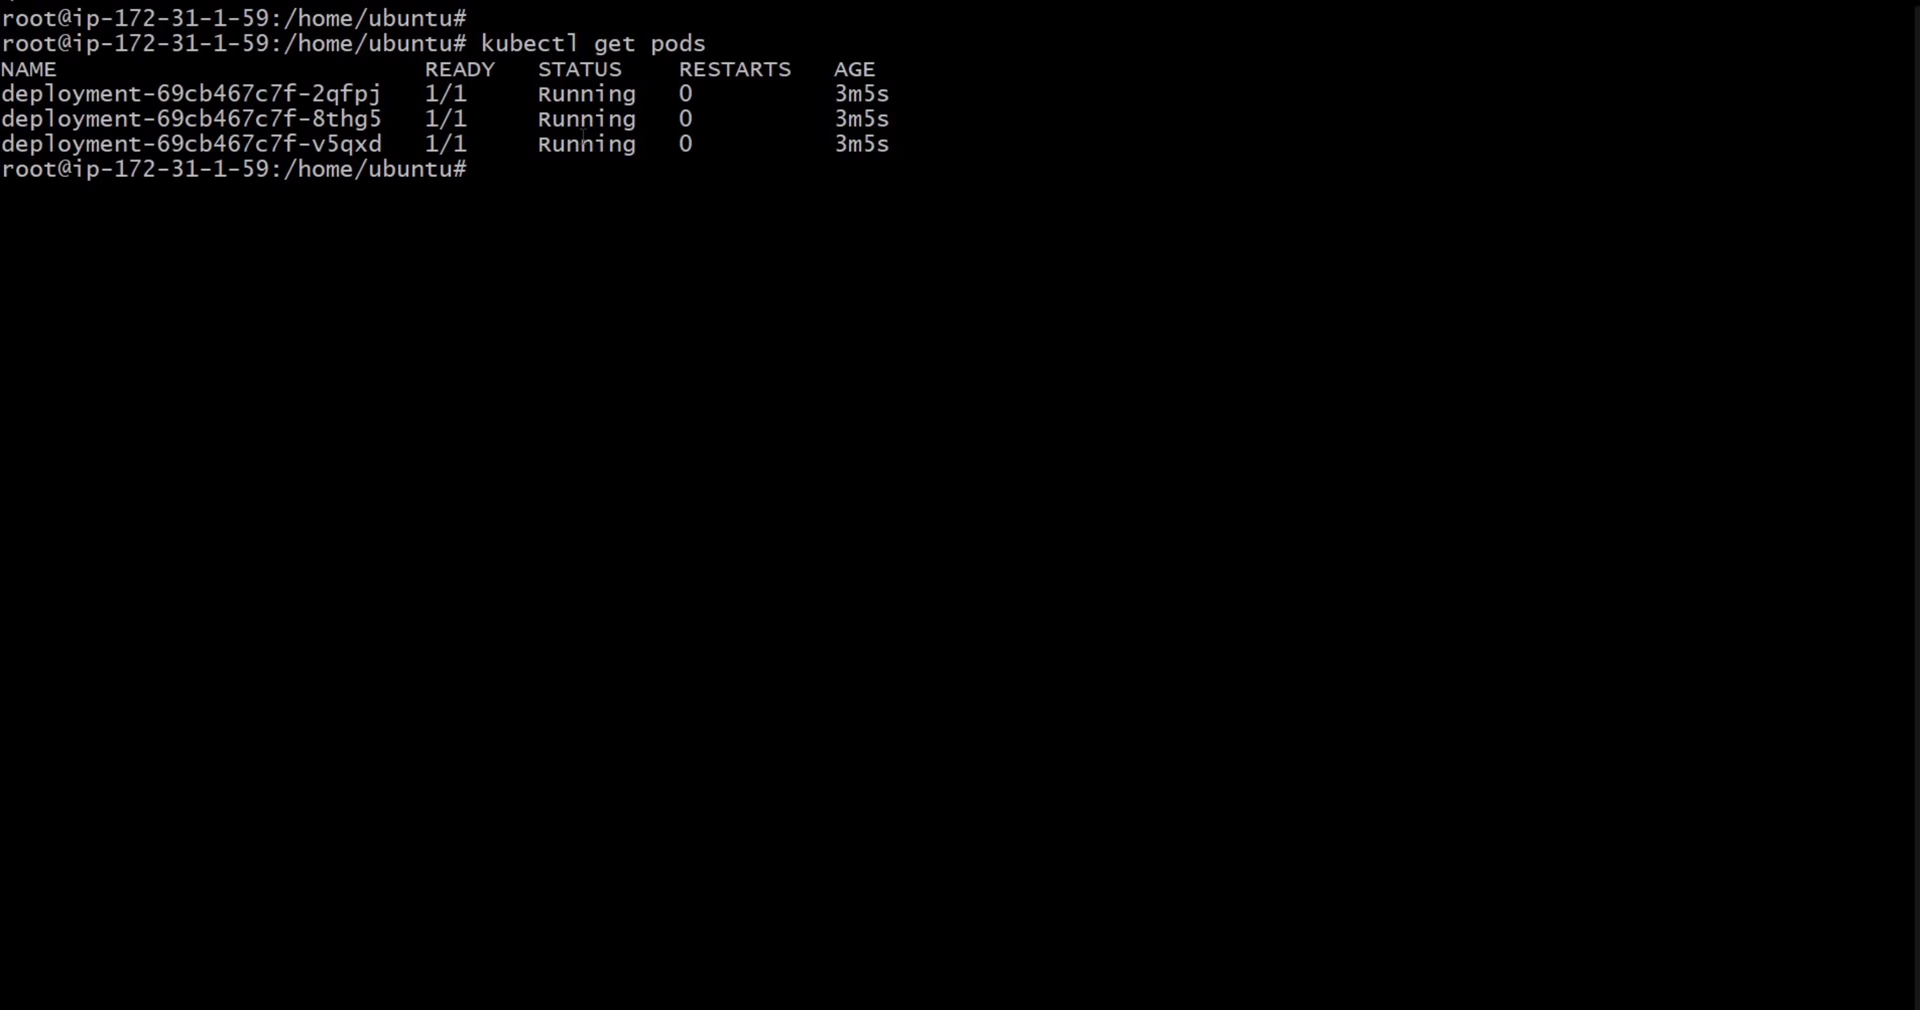 root@ip-172-31-1-59:/home/ubuntu#
root@ip-172-31-1-59:/home/ubuntu# kubectl get pods
NAME                          READY   STATUS    RESTARTS   AGE
deployment-69cb467c7f-2qfpj   1/1     Running   0          3m5s
deployment-69cb467c7f-8thg5   1/1     Running   0          3m5s
deployment-69cb467c7f-v5qxd   1/1     Running   0          3m5s
root@ip-172-31-1-59:/home/ubuntu#